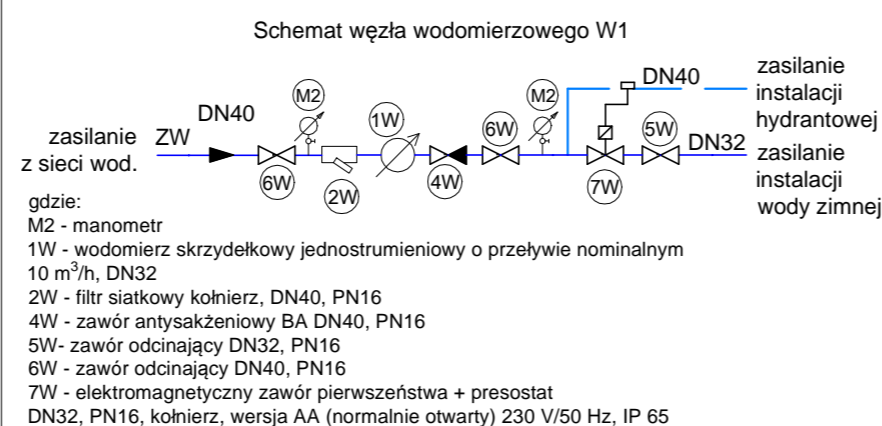 Schemat węzła wodomierzowego W1
zasilanie
z sieci wod.
ZW
DN40
M2
1W
6W
M2
DN40
zasilanie
instalacji
hydrantowej
5W
DN32
zasilanie
instalacji
wody zimnej
6W
2W
4W
7W
gdzie:
M2 - manometr
1W - wodomierz skrzydełkowy jednostrumieniowy o przeływie nominalnym
10 m³/h, DN32
2W - filtr siatkowy kołnierz, DN40, PN16
4W - zawór antysakżeniowy BA DN40, PN16
5W- zawór odcinający DN32, PN16
6W - zawór odcinający DN40, PN16
7W - elektromagnetyczny zawór pierwszeństwa + presostat
DN32, PN16, kołnierz, wersja AA (normalnie otwarty) 230 V/50 Hz, IP 65